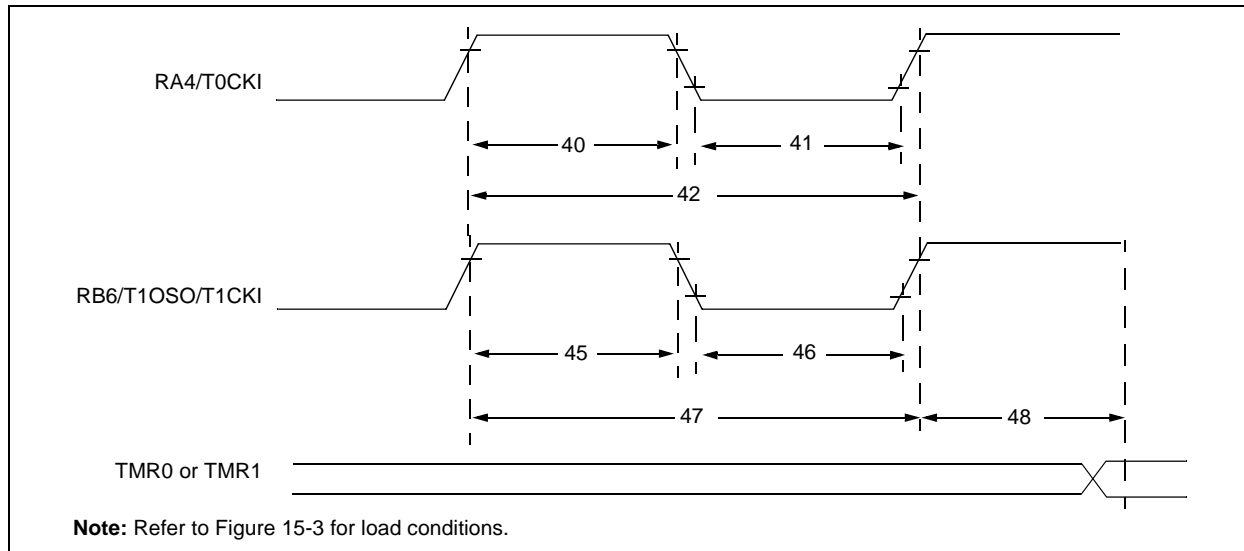 RA4/T0CKI
40
41
42
RB6/T1OSO/T1CKI
45
46
47
48
TMR0 or TMR1
Note: Refer to Figure 15-3 for load conditions.